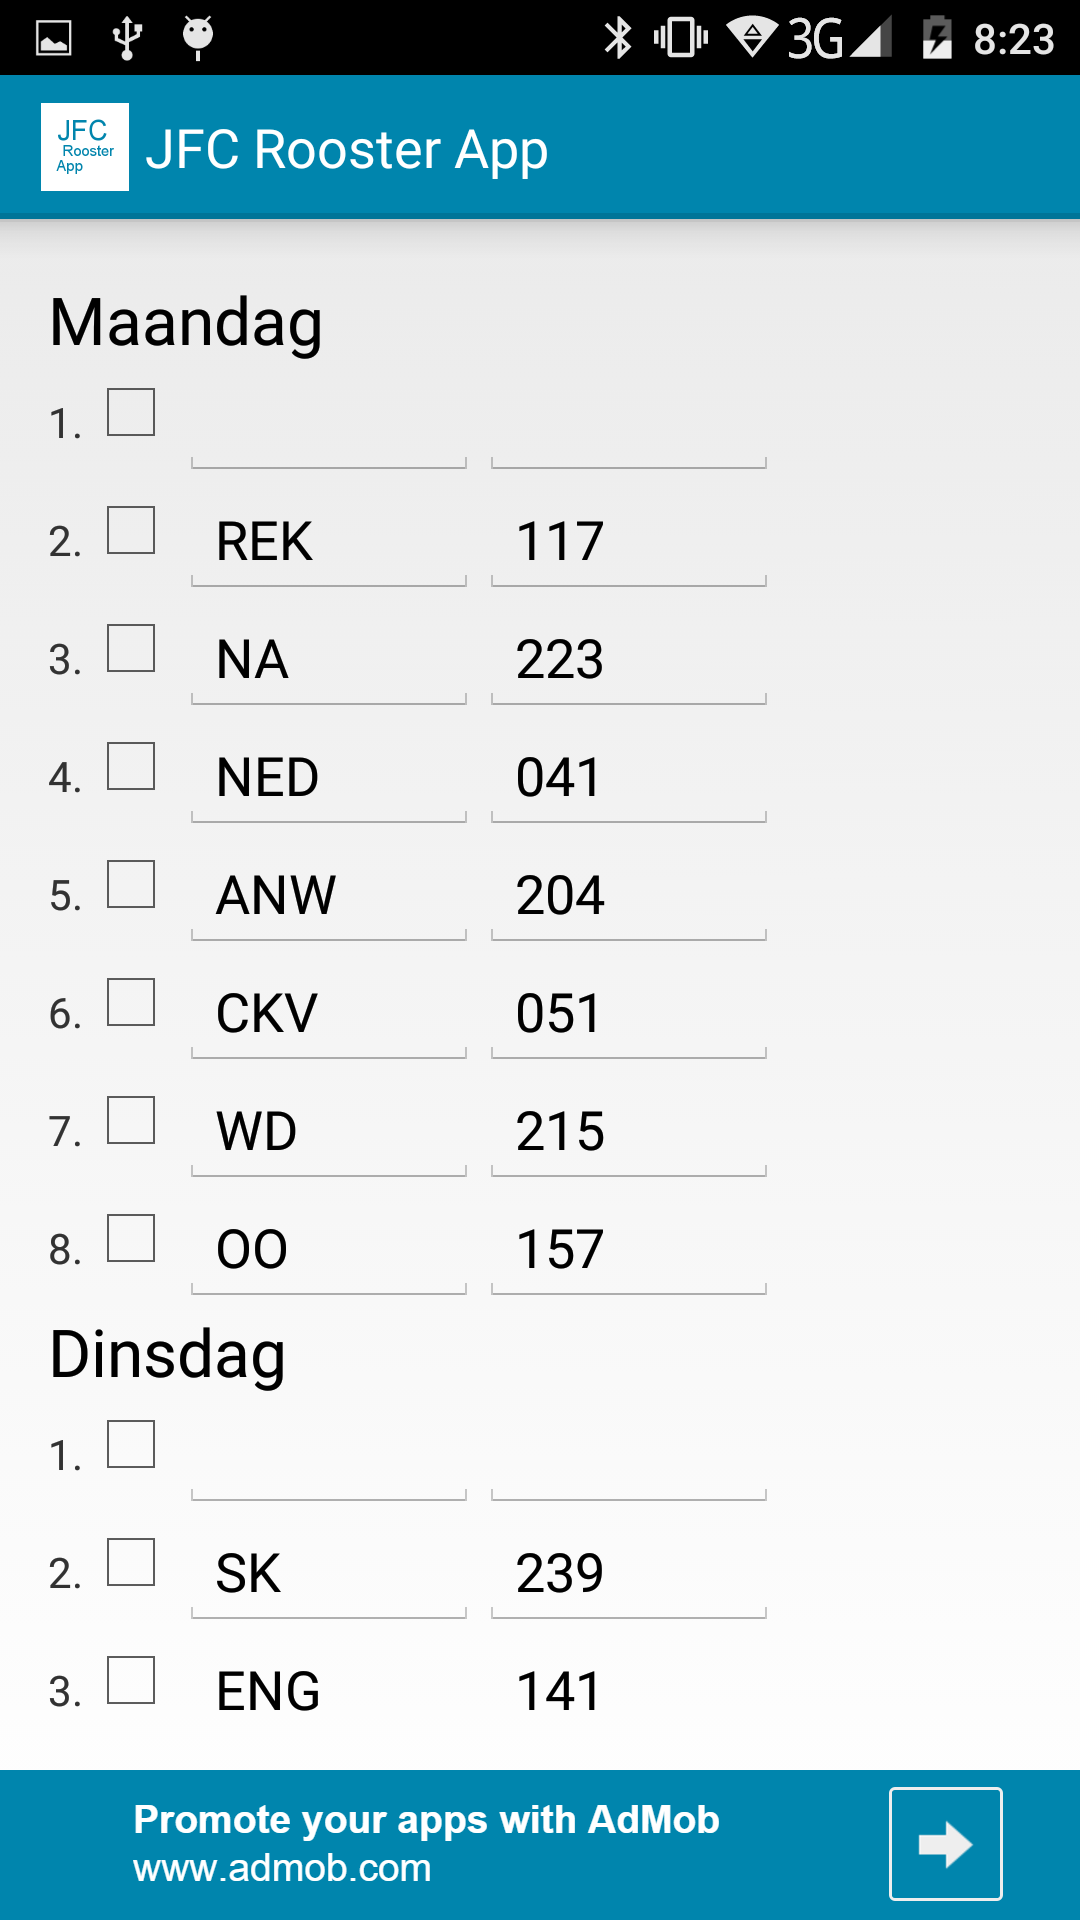 3G 8:23
JFC
Rooster
App
JFC Rooster App
Maandag
1.
2. REK 117
3. NA 223
4. NED 041
5. ANW 204
6. CKV 051
7. WD 215
8. OO 157
Dinsdag
1.
2. SK 239
3. ENG 141
Promote your apps with AdMob
www.admob.com